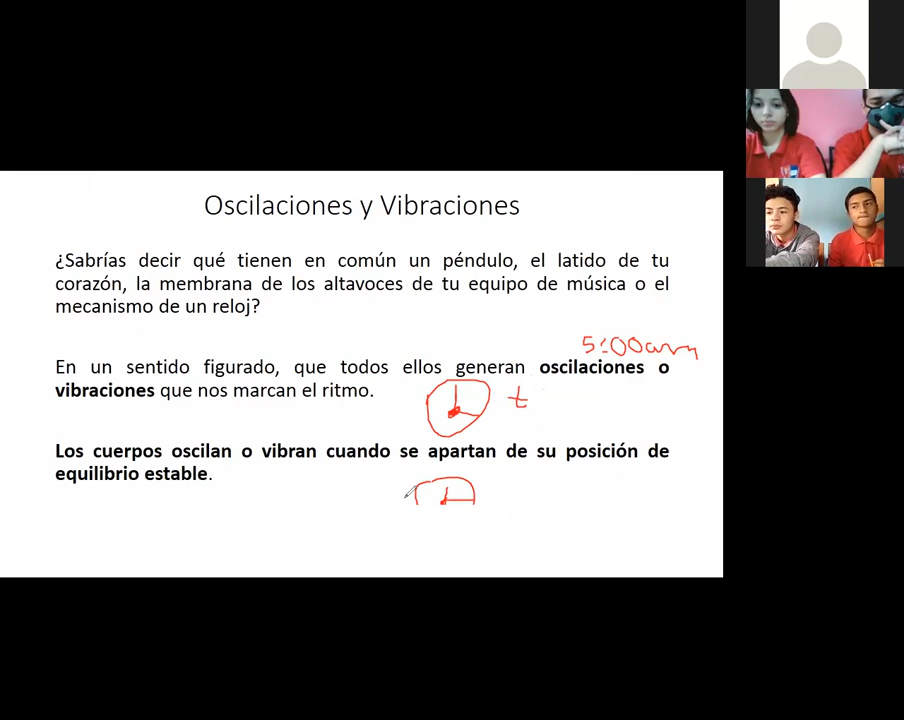 Oscilaciones y Vibraciones
¿Sabrías decir qué tienen en común un péndulo, el latido de tu
corazón, la membrana de los altavoces de tu equipo de música o el
mecanismo de un reloj?
5:00am
En un sentido figurado, que todos ellos generan oscilaciones o
vibraciones que nos marcan el ritmo.
t
Los cuerpos oscilan o vibran cuando se apartan de su posición de
equilibrio estable.